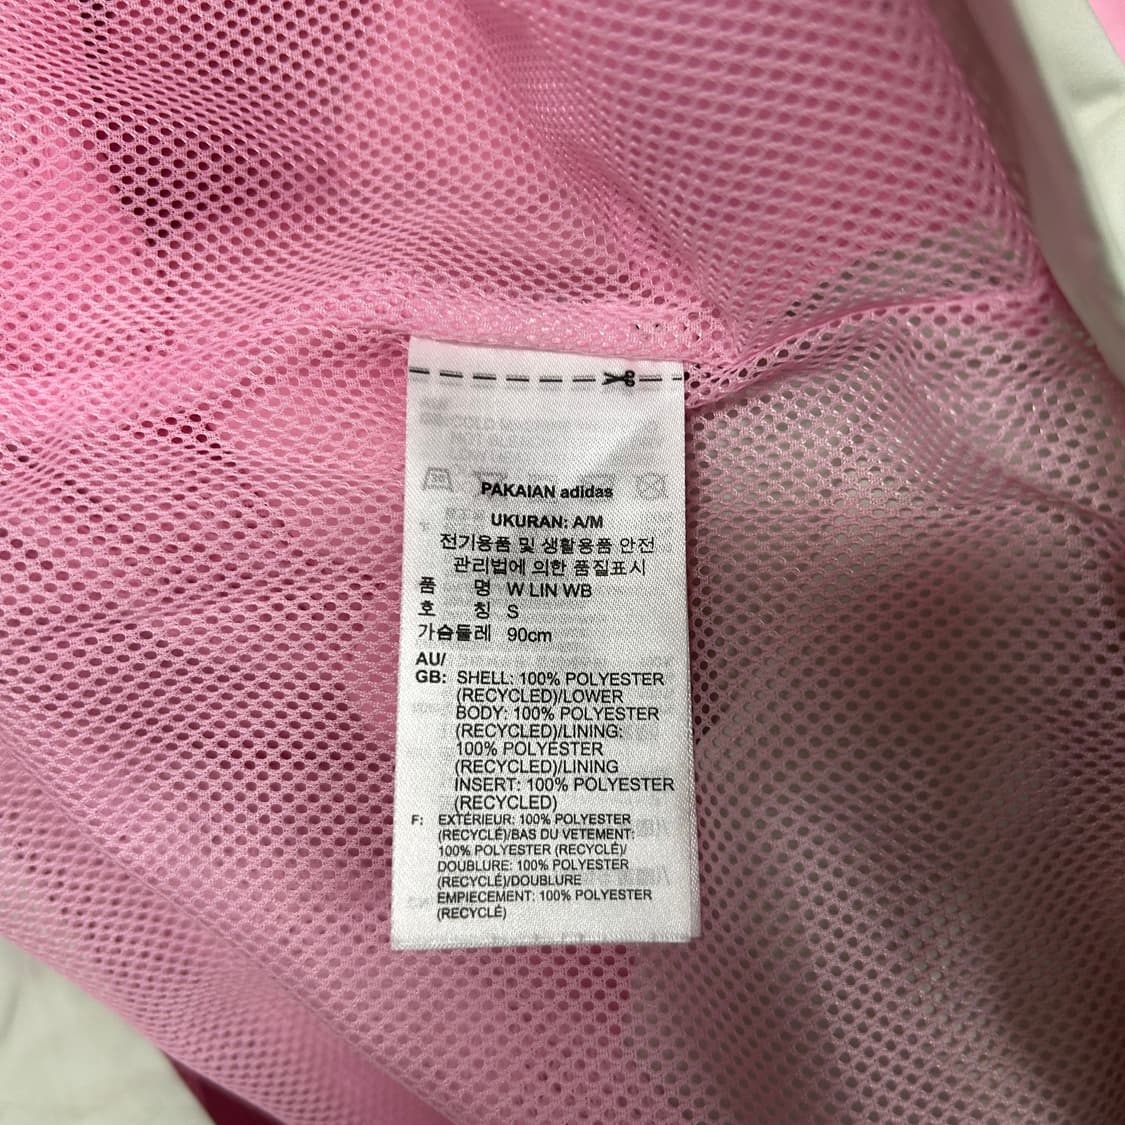 PAKAIAN adidas
UKURAN: A/M
전기용품 및 생활용품 안전
관리법에 의한 품질표시
품 명 W LIN WB
호 칭 S
가슴둘레 90cm
AU/
GB: SHELL: 100% POLYESTER
(RECYCLED)/LOWER
BODY: 100% POLYESTER
(RECYCLED)/LINING:
100% POLYESTER
(RECYCLED)/LINING
INSERT: 100% POLYESTER
(RECYCLED)
F: EXTÉRIEUR: 100% POLYESTER
(RECYCLÉ)/BAS DU VETEMENT:
100% POLYESTER (RECYCLÉ)/
DOUBLURE: 100% POLYESTER
(RECYCLÉ)/DOUBLURE
EMPIECEMENT: 100% POLYESTER
(RECYCLÉ)